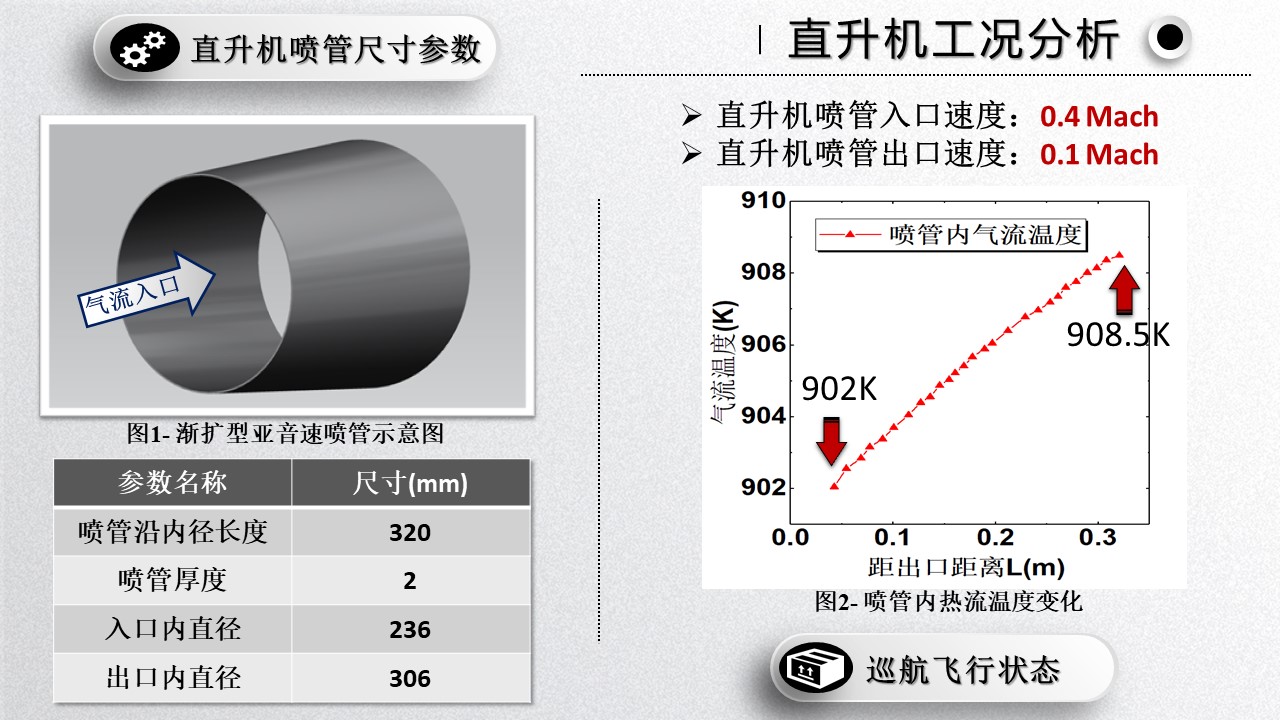 直升机喷管尺寸参数
气流入口
图1- 渐扩型亚音速喷管示意图
参数名称 尺寸(mm)
喷管沿内径长度 320
喷管厚度 2
入口内直径 236
出口内直径 306
直升机工况分析
直升机喷管入口速度：0.4 Mach
直升机喷管出口速度：0.1 Mach
喷管内气流温度
气流温度(K)
910
908
906
904
902
908.5K
902K
0.0 0.1 0.2 0.3
距出口距离L(m)
图2- 喷管内热流温度变化
巡航飞行状态